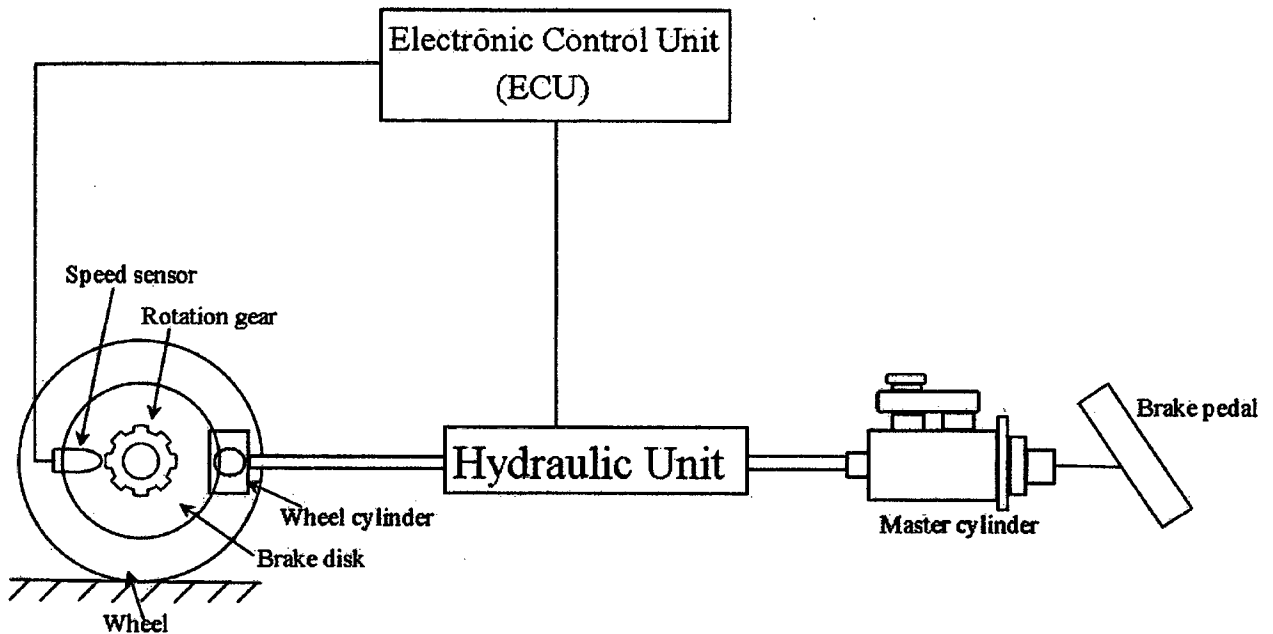 Electronic Control Unit
(ECU)
Speed sensor
Rotation gear
Brake pedal
Hydraulic Unit
Wheel cylinder
Master cylinder
Brake disk
Wheel